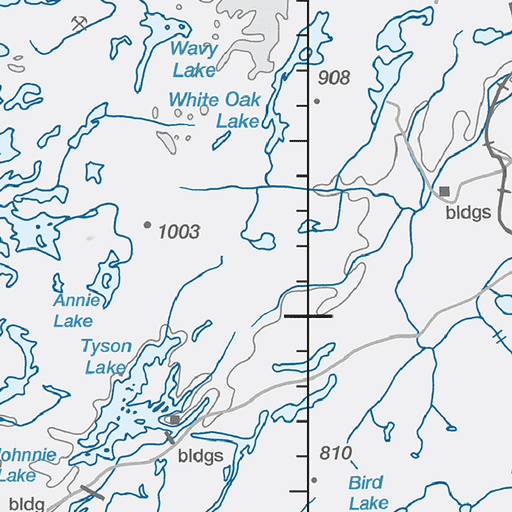 Wavy
Lake
908
White Oak
Lake
bldgs
1003
Annie
Lake
Tyson
Lake
bldgs
810
Johnnie
Lake
Bird
Lake
bldg